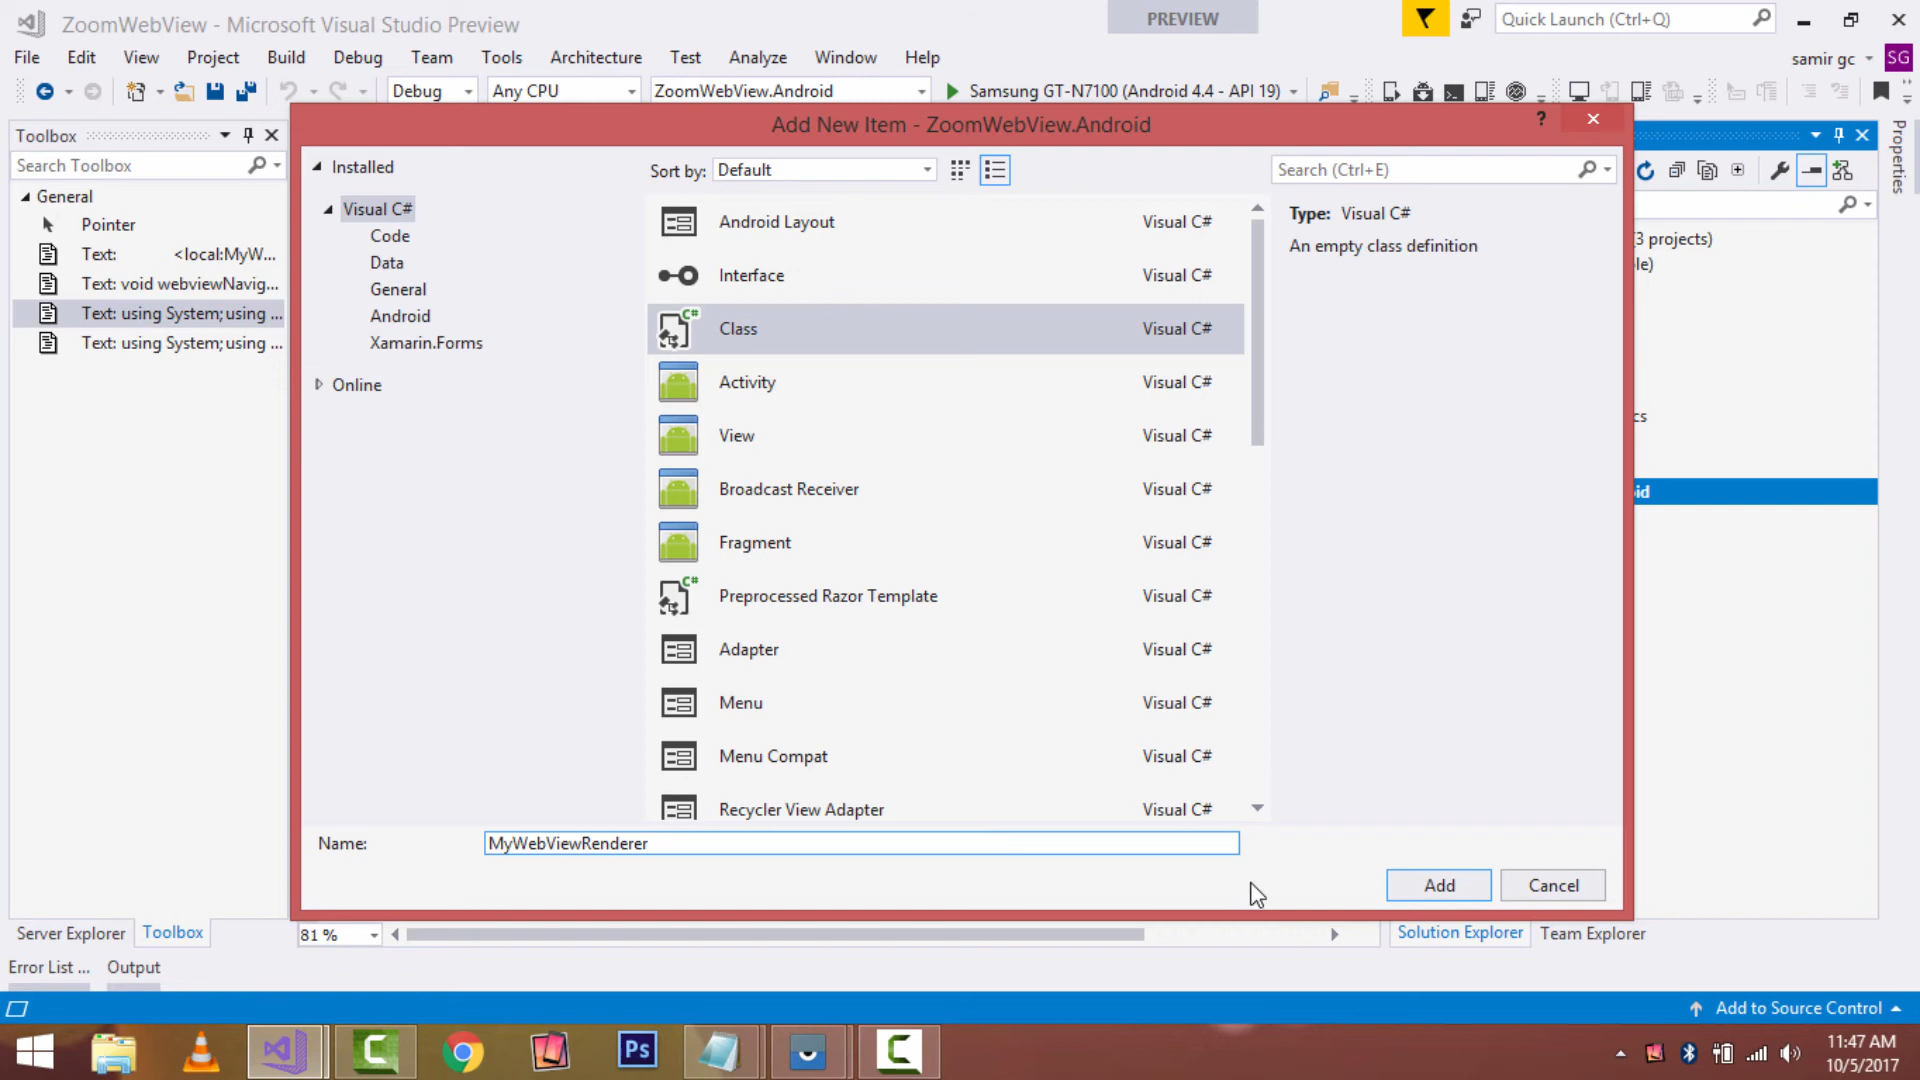 ZoomWebView - Microsoft Visual Studio Preview
PREVIEW
Quick Launch (Ctrl+Q)
File Edit View Project Build Debug Team Tools Architecture Test Analyze Window Help
samir gc SG
Debug Any CPU ZoomWebView.Android Samsung GT-N7100 (Android 4.4 - API 19)
Toolbox
Search Toolbox
General
Pointer
Text: <local:MyW...
Text: void webviewNavig...
Text: using System;using ...
Text: using System;using ...
Add New Item - ZoomWebView.Android
?
Installed
Visual C#
Code
Data
General
Android
Xamarin.Forms
Online
Sort by: Default
Search (Ctrl+E)
Android Layout Visual C#
Interface Visual C#
Class Visual C#
Activity Visual C#
View Visual C#
Broadcast Receiver Visual C#
Fragment Visual C#
Preprocessed Razor Template Visual C#
Adapter Visual C#
Menu Visual C#
Menu Compat Visual C#
Recycler View Adapter Visual C#
Type: Visual C#
An empty class definition
Name: MyWebViewRenderer
Add Cancel
Properties
(3 projects)
le)
cs
id
Server Explorer Toolbox
81 %
Solution Explorer Team Explorer
Error List ... Output
Add to Source Control
Ps
11:47 AM
10/5/2017